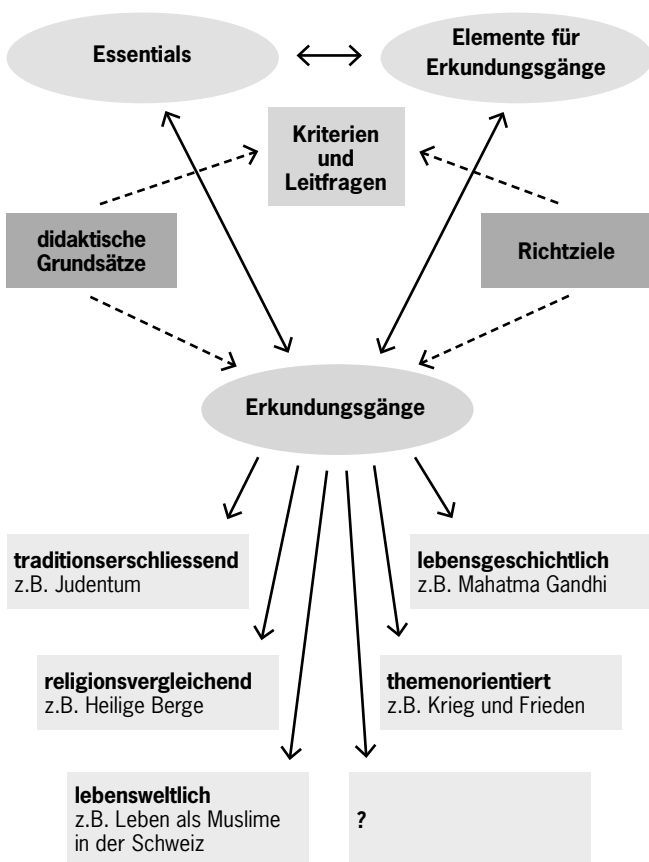 Essentials
Elemente für
Erkundungsgänge
Kriterien
und
Leitfragen
didaktische
Grundsätze
Richtziele
Erkundungsgänge
traditionserschliessend
z.B. Judentum
lebensgeschichtlich
z.B. Mahatma Gandhi
religionsvergleichend
z.B. Heilige Berge
themenorientiert
z.B. Krieg und Frieden
lebensweltlich
z.B. Leben als Muslime
in der Schweiz
?